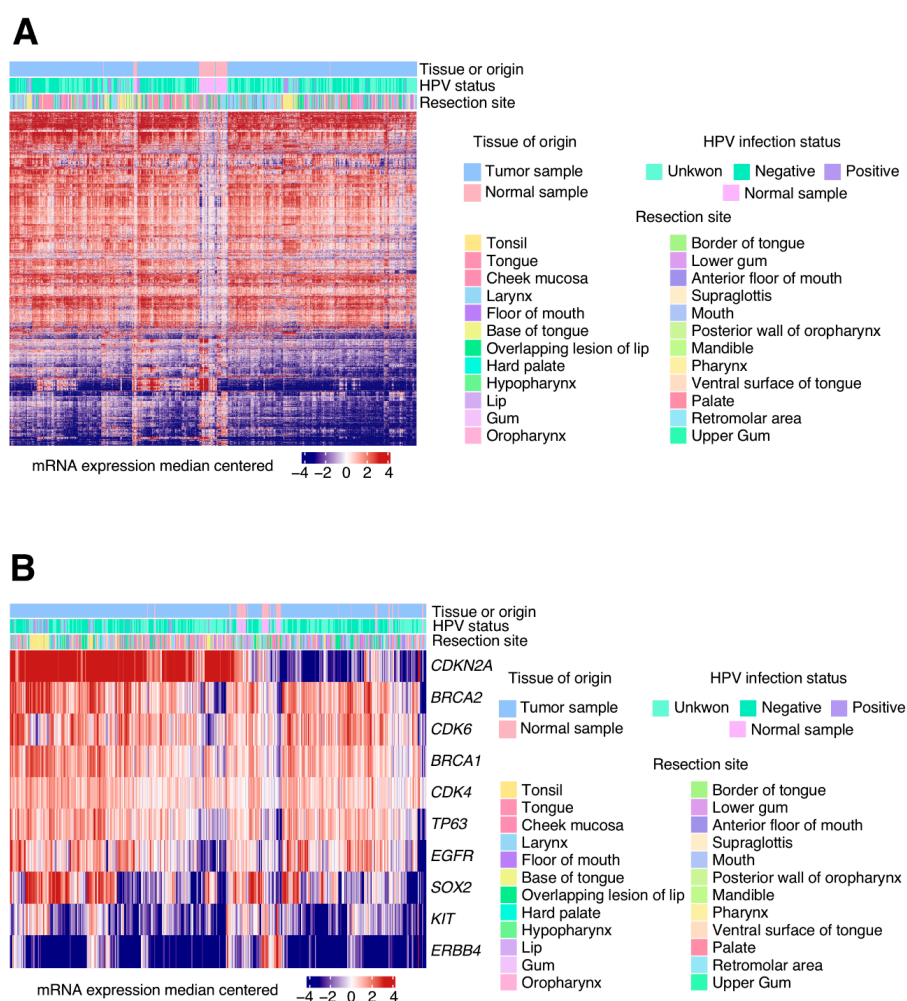 A
Tissue or origin
HPV status
Resection site
mRNA expression median centered
−4 −2 0 2 4
Tissue of origin
Tumor sample
Normal sample
HPV infection status
Unkwon Negative Positive
Normal sample
Resection site
Tonsil
Tongue
Cheek mucosa
Larynx
Floor of mouth
Base of tongue
Overlapping lesion of lip
Hard palate
Hypopharynx
Lip
Gum
Oropharynx
Border of tongue
Lower gum
Anterior floor of mouth
Supraglottis
Mouth
Posterior wall of oropharynx
Mandible
Pharynx
Ventral surface of tongue
Palate
Retromolar area
Upper Gum
B
Tissue or origin
HPV status
Resection site
CDKN2A
BRCA2
CDK6
BRCA1
CDK4
TP63
EGFR
SOX2
KIT
ERBB4
mRNA expression median centered
−4 −2 0 2 4
Tissue of origin
Tumor sample
Normal sample
HPV infection status
Unkwon Negative Positive
Normal sample
Resection site
Tonsil
Tongue
Cheek mucosa
Larynx
Floor of mouth
Base of tongue
Overlapping lesion of lip
Hard palate
Hypopharynx
Lip
Gum
Oropharynx
Border of tongue
Lower gum
Anterior floor of mouth
Supraglottis
Mouth
Posterior wall of oropharynx
Mandible
Pharynx
Ventral surface of tongue
Palate
Retromolar area
Upper Gum